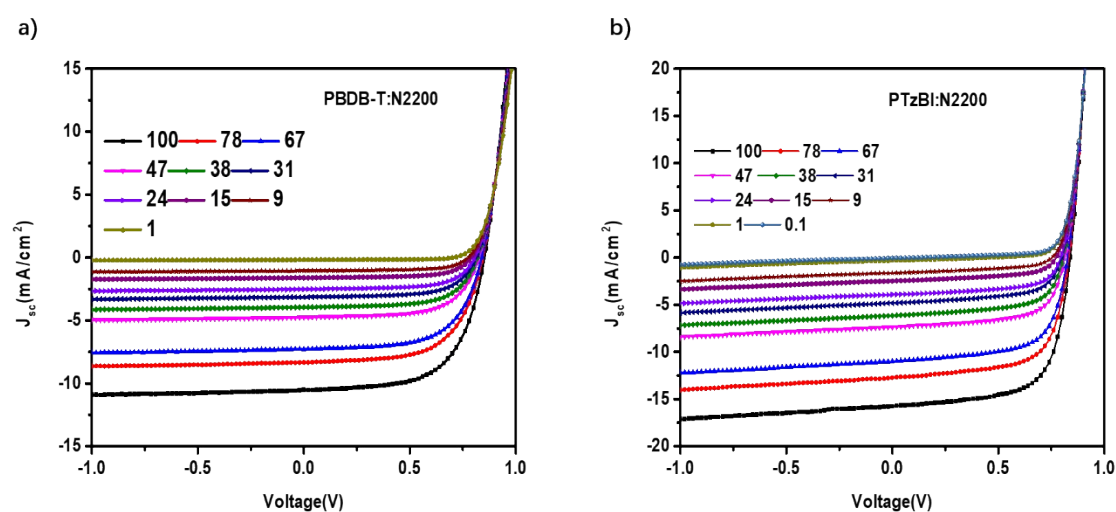 a)
PBDB-T:N2200
100 78 67
47 38 31
24 15 9
1
15
10
5
0
-5
-10
-15
-1.0 -0.5 0.0 0.5 1.0
Jsc(mA/cm²)
Voltage(V)
b)
PTzBI:N2200
100 78 67
47 38 31
24 15 9
1 0.1
20
15
10
5
0
-5
-10
-15
-20
-1.0 -0.5 0.0 0.5 1.0
Jsc(mA/cm²)
Voltage(V)